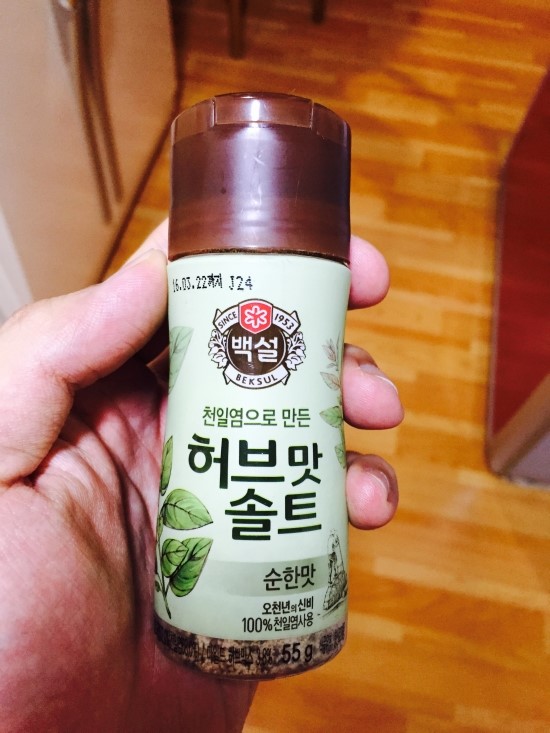 16.03.22까지 J24
SINCE 1953
백설
BEKSUL
천일염으로 만든
허브맛
솔트
순한맛
오천년의 신비
100% 천일염사용
55 g